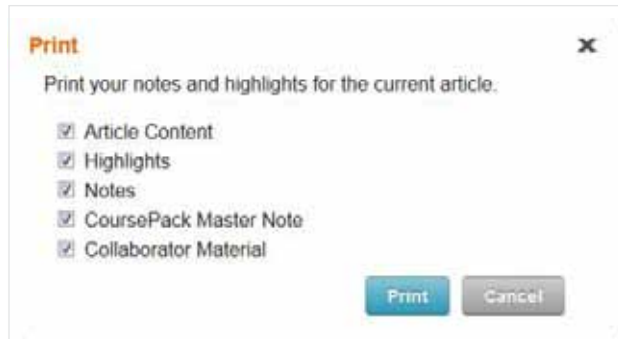 Print
Print your notes and highlights for the current article.
Article Content
Highlights
Notes
CoursePack Master Note
Collaborator Material
Print Cancel